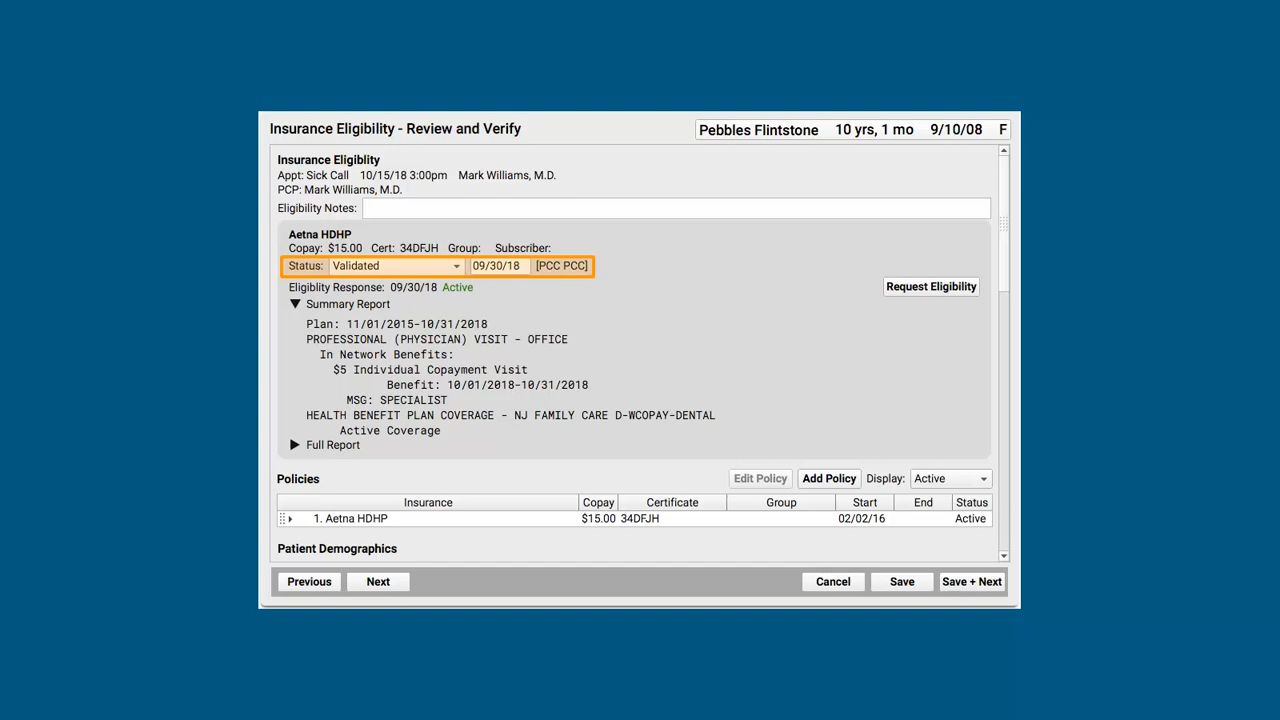 Insurance Eligibility - Review and Verify
Pebbles Flintstone 10 yrs, 1 mo 9/10/08 F
Insurance Eligiblity
Appt: Sick Call 10/15/18 3:00pm Mark Williams, M.D.
PCP: Mark Williams, M.D.
Eligibility Notes:
Aetna HDHP
Copay: $15.00 Cert: 34DFJH Group: Subscriber:
Status: Validated 09/30/18 [PCC PCC]
Eligiblity Response: 09/30/18 Active
Request Eligibility
Summary Report
Plan: 11/01/2015-10/31/2018
PROFESSIONAL (PHYSICIAN) VISIT - OFFICE
In Network Benefits:
$5 Individual Copayment Visit
Benefit: 10/01/2018-10/31/2018
MSG: SPECIALIST
HEALTH BENEFIT PLAN COVERAGE - NJ FAMILY CARE D-WCOPAY-DENTAL
Active Coverage
Full Report
Policies Edit Policy Add Policy Display: Active
Insurance Copay Certificate Group Start End Status
1. Aetna HDHP $15.00 34DFJH 02/02/16 Active
Patient Demographics
Previous Next Cancel Save Save + Next